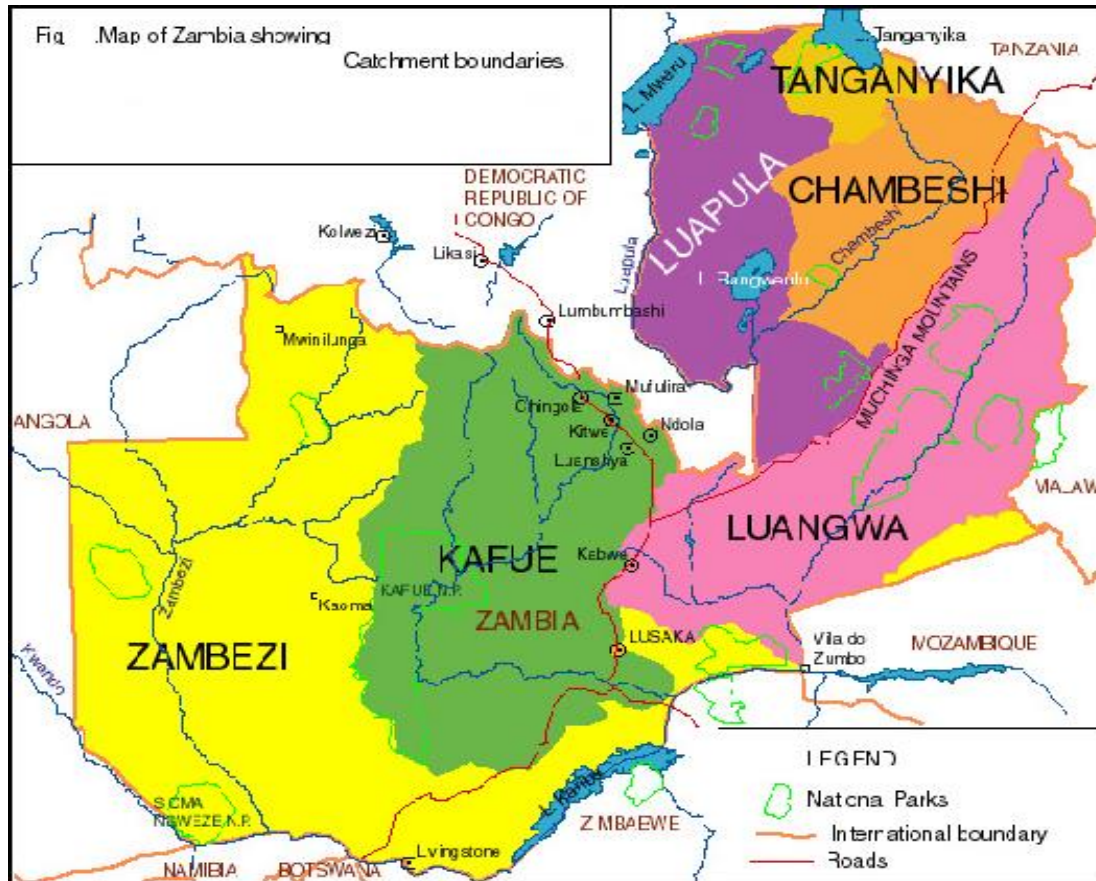 Fig .Map of Zambia showing
Catchment boundaries.
L. Tanganyika
TANZANIA
L. Mweru
TANGANYIKA
DEMOCRATIC
REPUBLIC OF
CONGO
LUAPULA
CHAMBESHI
Kolwezi
Likasi
Luapula
Chambeshi
L. Bangweulu
Lumbumbashi
Mwinilunga
MUCHINGA MOUNTAINS
Mufulira
Chingola
ANGOLA
Kitwe
Ndola
Luanshya
MALAW
LUANGWA
KAFUE
Kabwe
Zambezi
KAFUE N.P.
Kaoma
ZAMBIA
ZAMBEZI
LUSAKA
Vila do
Zumbo
MOZAMBIQUE
Kwando
LEGEND
L. Kariba
National Parks
SIOMA
NGWEZE N.P.
ZIMBAEWE
International boundary
Livingstone
Roads
NAMIBIA
BOTSWANA